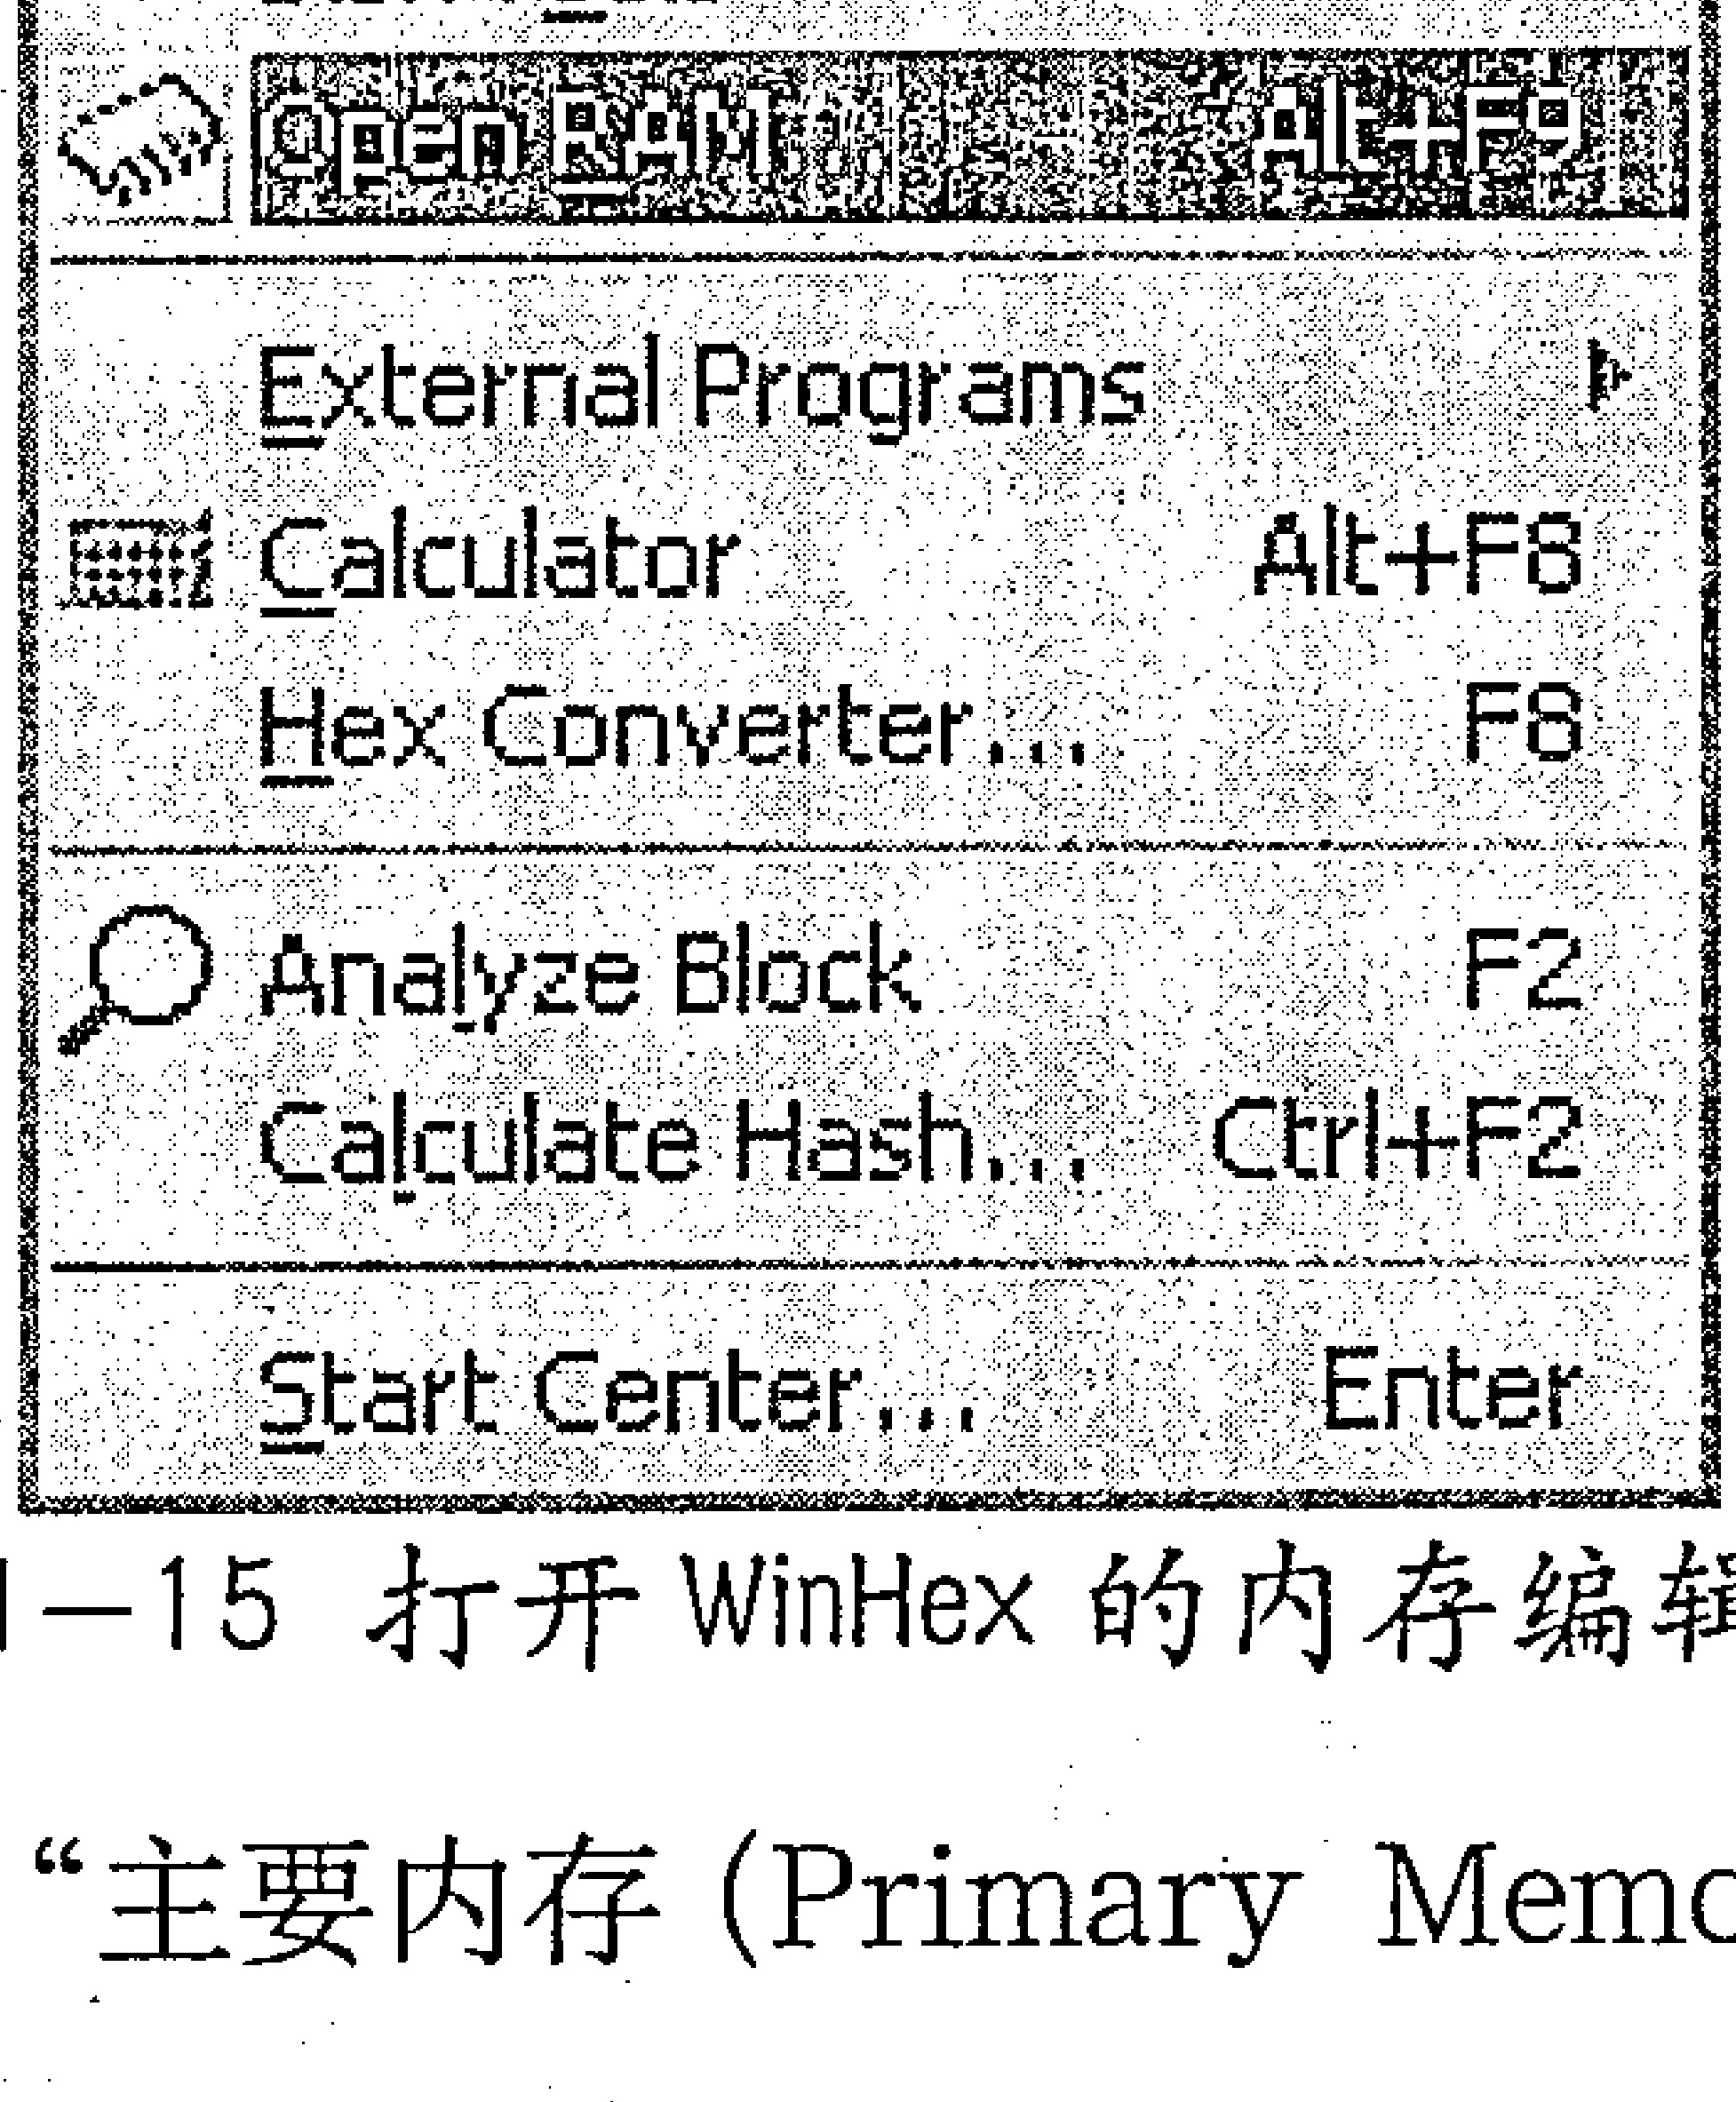 Open RAM Alt+F9
External Programs
Calculator Alt+F8
Hex Converter... F8
Analyze Block F2
Calculate Hash... Ctrl+F2
Start Center... Enter
1-15 打开 WinHex 的内存编辑
“主要内存 (Primary Memo